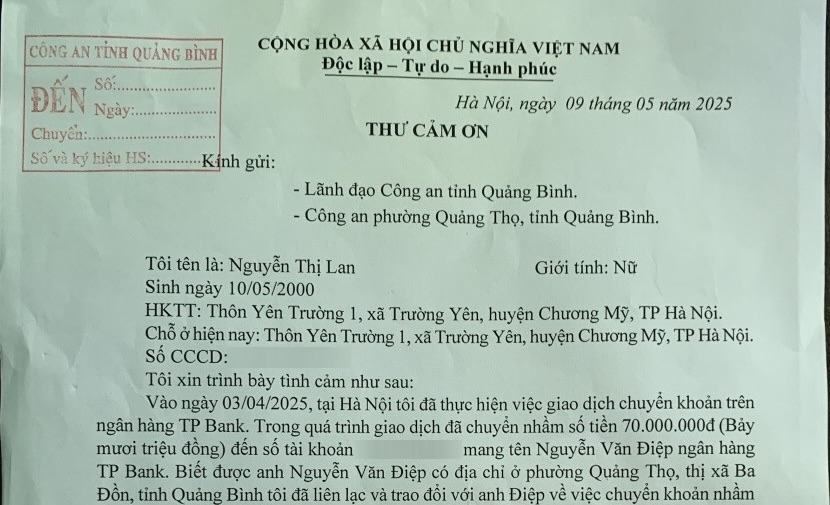 CÔNG AN TỈNH QUẢNG BÌNH
ĐẾN
Số:........................
Ngày:....................
Chuyển:................................
Số và ký hiệu HS:............
CỘNG HÒA XÃ HỘI CHỦ NGHĨA VIỆT NAM
Độc lập – Tự do – Hạnh phúc
Hà Nội, ngày 09 tháng 05 năm 2025
THƯ CẢM ƠN
Kính gửi:
- Lãnh đạo Công an tỉnh Quảng Bình.
- Công an phường Quảng Thọ, tỉnh Quảng Bình.
Tôi tên là: Nguyễn Thị Lan Giới tính: Nữ
Sinh ngày 10/05/2000
HKTT: Thôn Yên Trường 1, xã Trường Yên, huyện Chương Mỹ, TP Hà Nội.
Chỗ ở hiện nay: Thôn Yên Trường 1, xã Trường Yên, huyện Chương Mỹ, TP Hà Nội.
Số CCCD:
Tôi xin trình bày tình cảm như sau:
Vào ngày 03/04/2025, tại Hà Nội tôi đã thực hiện việc giao dịch chuyển khoản trên
ngân hàng TP Bank. Trong quá trình giao dịch đã chuyển nhầm số tiền 70.000.000đ (Bảy
mươi triệu đồng) đến số tài khoản mang tên Nguyễn Văn Điệp ngân hàng
TP Bank. Biết được anh Nguyễn Văn Điệp có địa chỉ ở phường Quảng Thọ, thị xã Ba
Đồn, tỉnh Quảng Bình tôi đã liên lạc và trao đổi với anh Điệp về việc chuyển khoản nhầm